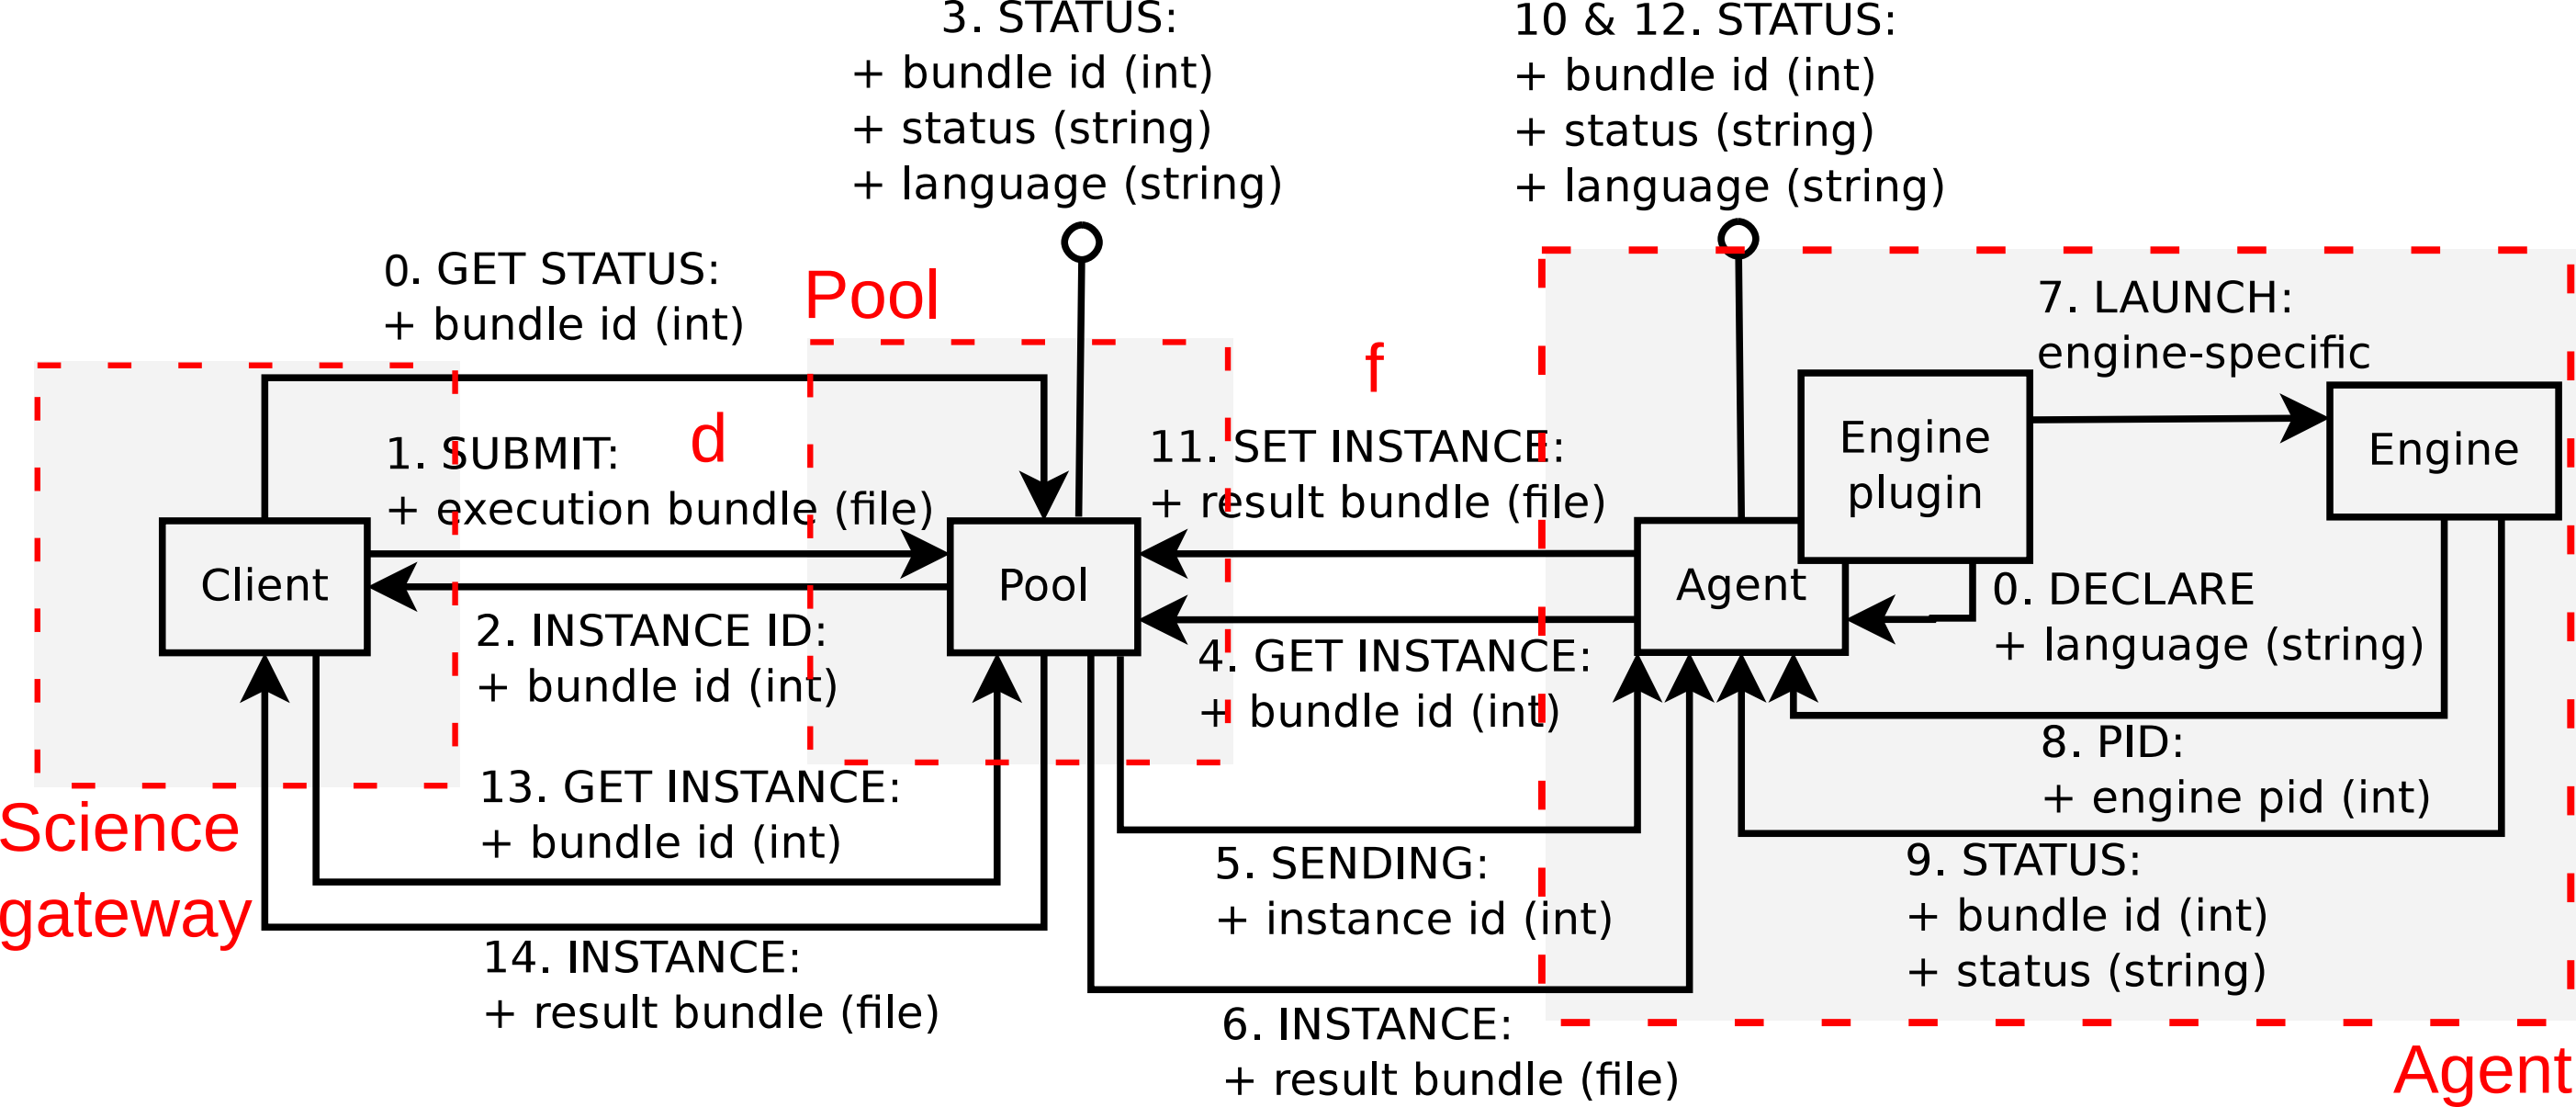 3. STATUS:
+ bundle id (int)
+ status (string)
+ language (string)
10 & 12. STATUS:
+ bundle id (int)
+ status (string)
+ language (string)
0. GET STATUS:
+ bundle id (int)
Pool
7. LAUNCH:
engine-specific
f
d
1. SUBMIT:
+ execution bundle (file)
11. SET INSTANCE:
+ result bundle (file)
Engine
plugin
Engine
Client
Pool
Agent
0. DECLARE
+ language (string)
2. INSTANCE ID:
+ bundle id (int)
4. GET INSTANCE:
+ bundle id (int)
8. PID:
+ engine pid (int)
13. GET INSTANCE:
+ bundle id (int)
Science
gateway
5. SENDING:
+ instance id (int)
9. STATUS:
+ bundle id (int)
+ status (string)
14. INSTANCE:
+ result bundle (file)
6. INSTANCE:
+ result bundle (file)
Agent